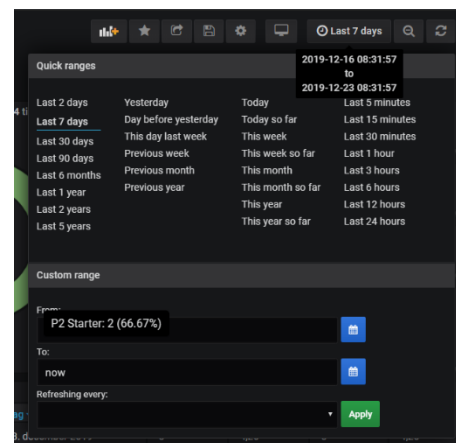 Last 7 days
2019-12-16 08:31:57
to
2019-12-23 08:31:57
Quick ranges
4 ti
Last 2 days
Last 7 days
Last 30 days
Last 90 days
Last 6 months
Last 1 year
Last 2 years
Last 5 years
Yesterday
Day before yesterday
This day last week
Previous week
Previous month
Previous year
Today
Today so far
This week
This week so far
This month
This month so far
This year
This year so far
Last 5 minutes
Last 15 minutes
Last 30 minutes
Last 1 hour
Last 3 hours
Last 6 hours
Last 12 hours
Last 24 hours
Custom range
From:
P2 Starter: 2 (66.67%)
To:
now
Refreshing every:
Apply
ag